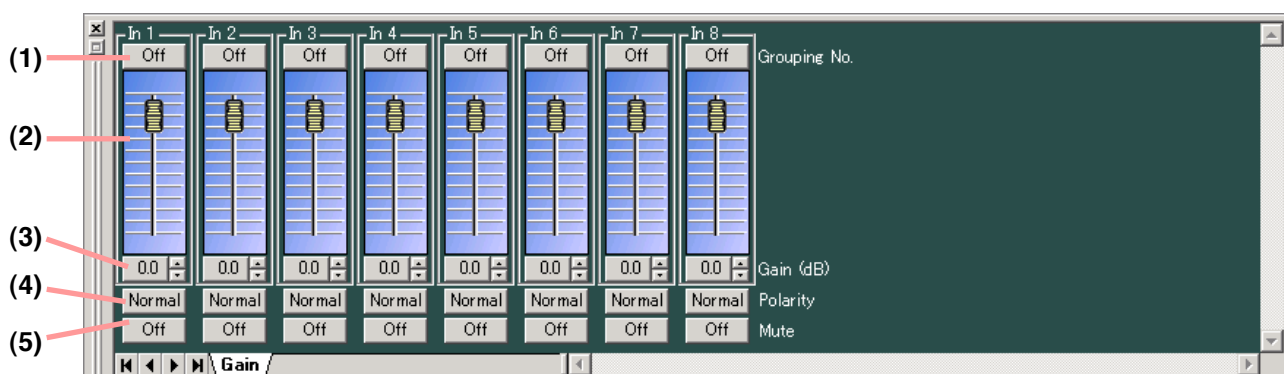 In 1 In 2 In 3 In 4 In 5 In 6 In 7 In 8
(1) Off Off Off Off Off Off Off Off Grouping No.
(2)
(3) 0.0 0.0 0.0 0.0 0.0 0.0 0.0 0.0 Gain (dB)
(4) Normal Normal Normal Normal Normal Normal Normal Normal Polarity
(5) Off Off Off Off Off Off Off Off Mute
Gain